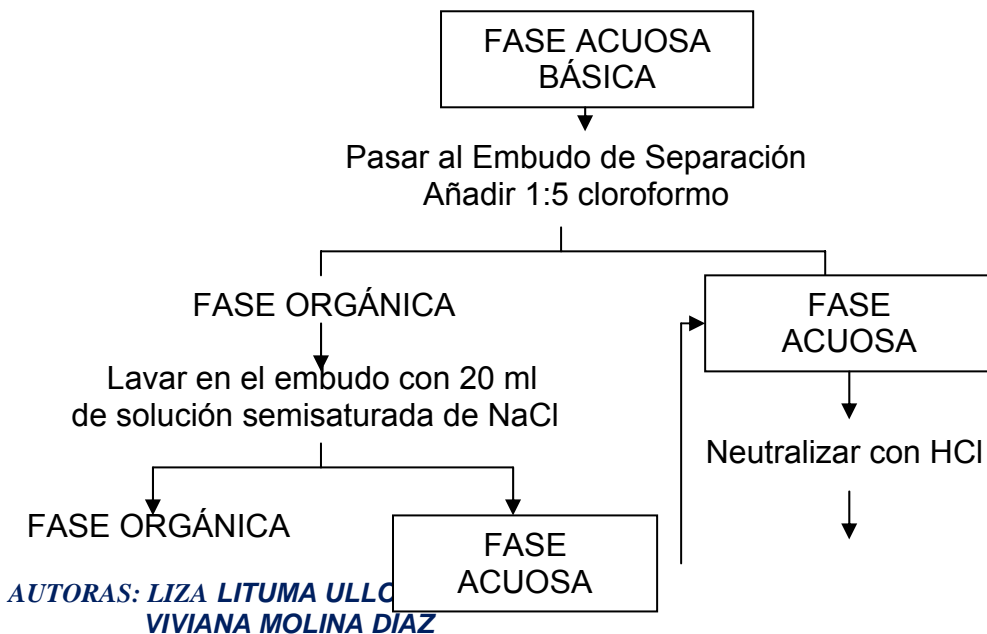 FASE ACUOSA
BÁSICA
Pasar al Embudo de Separación
Añadir 1:5 cloroformo
FASE ORGÁNICA
FASE
ACUOSA
Lavar en el embudo con 20 ml
de solución semisaturada de NaCl
Neutralizar con HCl
FASE ORGÁNICA
FASE
ACUOSA
AUTORAS: LIZA LITUMA
VIVIANA MOLINA DIAZ